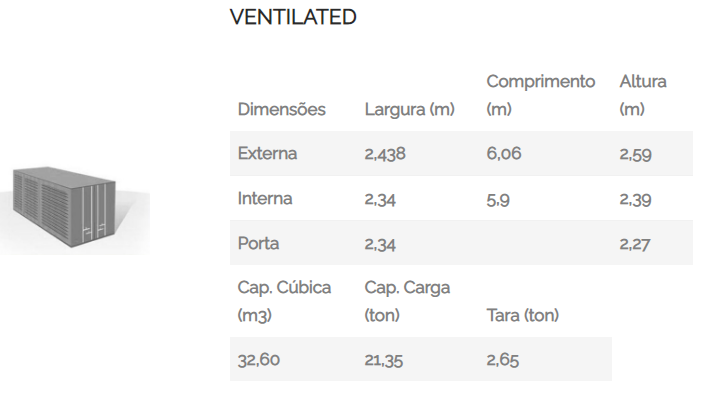 VENTILATED
Dimensões Largura (m) Comprimento (m) Altura (m)
Externa 2,438 6,06 2,59
Interna 2,34 5,9 2,39
Porta 2,34 2,27
Cap. Cúbica (m3) Cap. Carga (ton) Tara (ton)
32,60 21,35 2,65